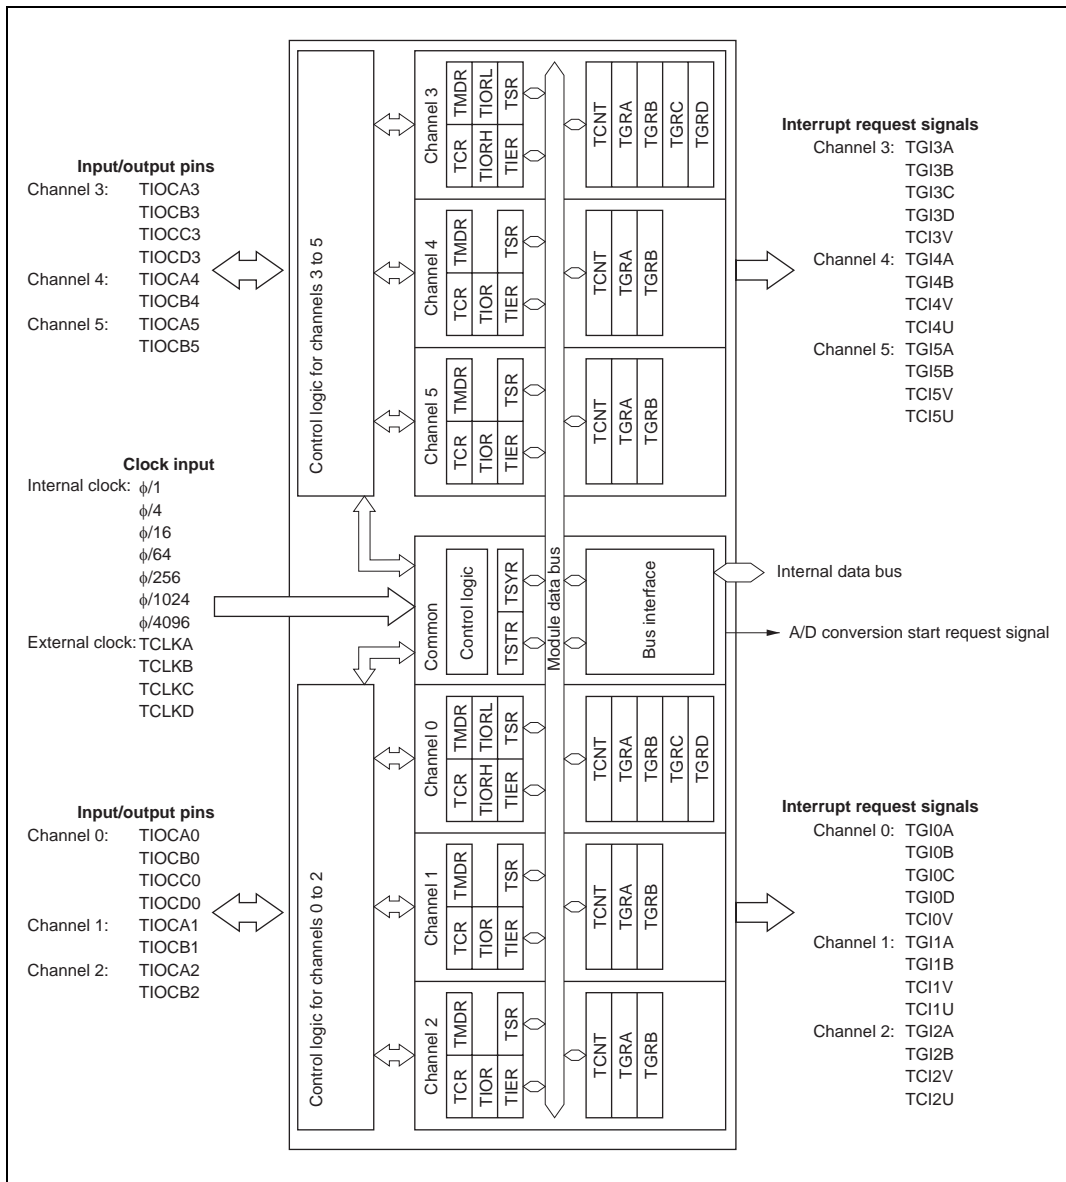 Input/output pins
Channel 3: TIOCA3
TIOCB3
TIOCC3
TIOCD3
Channel 4: TIOCA4
TIOCB4
Channel 5: TIOCA5
TIOCB5
Clock input
Internal clock: ϕ/1
ϕ/4
ϕ/16
ϕ/64
ϕ/256
ϕ/1024
ϕ/4096
External clock: TCLKA
TCLKB
TCLKC
TCLKD
Input/output pins
Channel 0: TIOCA0
TIOCB0
TIOCC0
TIOCD0
Channel 1: TIOCA1
TIOCB1
Channel 2: TIOCA2
TIOCB2
Control logic for channels 3 to 5
Control logic for channels 0 to 2
Channel 3
TCR TMDR
TIORH TIORL
TIER TSR
TCNT
TGRA
TGRB
TGRC
TGRD
Channel 4
TCR TMDR
TIOR
TIER TSR
TCNT
TGRA
TGRB
Channel 5
TCR TMDR
TIOR
TIER TSR
TCNT
TGRA
TGRB
Common
Control logic
TSTR TSYR
Module data bus
Bus interface
Channel 0
TCR TMDR
TIORH TIORL
TIER TSR
TCNT
TGRA
TGRB
TGRC
TGRD
Channel 1
TCR TMDR
TIOR
TIER TSR
TCNT
TGRA
TGRB
Channel 2
TCR TMDR
TIOR
TIER TSR
TCNT
TGRA
TGRB
Interrupt request signals
Channel 3: TGI3A
TGI3B
TGI3C
TGI3D
TCI3V
Channel 4: TGI4A
TGI4B
TCI4V
TCI4U
Channel 5: TGI5A
TGI5B
TCI5V
TCI5U
Internal data bus
A/D conversion start request signal
Interrupt request signals
Channel 0: TGI0A
TGI0B
TGI0C
TGI0D
TCI0V
Channel 1: TGI1A
TGI1B
TCI1V
TCI1U
Channel 2: TGI2A
TGI2B
TCI2V
TCI2U